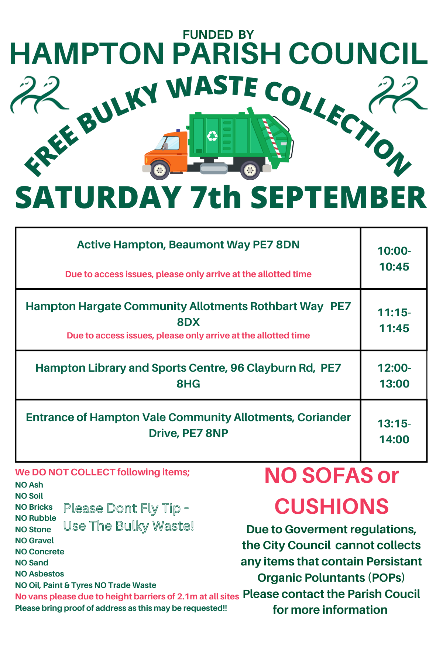 FUNDED BY
HAMPTON PARISH COUNCIL
FREE BULKY WASTE COLLECTION
SATURDAY 7th SEPTEMBER
Active Hampton, Beaumont Way PE7 8DN
Due to access issues, please only arrive at the allotted time
10:00-
10:45
Hampton Hargate Community Allotments Rothbart Way PE7
8DX
Due to access issues, please only arrive at the allotted time
11:15-
11:45
Hampton Library and Sports Centre, 96 Clayburn Rd, PE7
8HG
12:00-
13:00
Entrance of Hampton Vale Community Allotments, Coriander
Drive, PE7 8NP
13:15-
14:00
We DO NOT COLLECT following items;
NO Ash
NO Soil
NO Bricks
NO Rubble
NO Stone
NO Gravel
NO Concrete
NO Sand
NO Asbestos
NO Oil, Paint & Tyres NO Trade Waste
No vans please due to height barriers of 2.1m at all sites
Please bring proof of address as this may be requested!!
Please Dont Fly Tip -
Use The Bulky Waste!
NO SOFAS or
CUSHIONS
Due to Goverment regulations,
the City Council cannot collects
any items that contain Persistant
Organic Poluntants (POPs)
Please contact the Parish Coucil
for more information